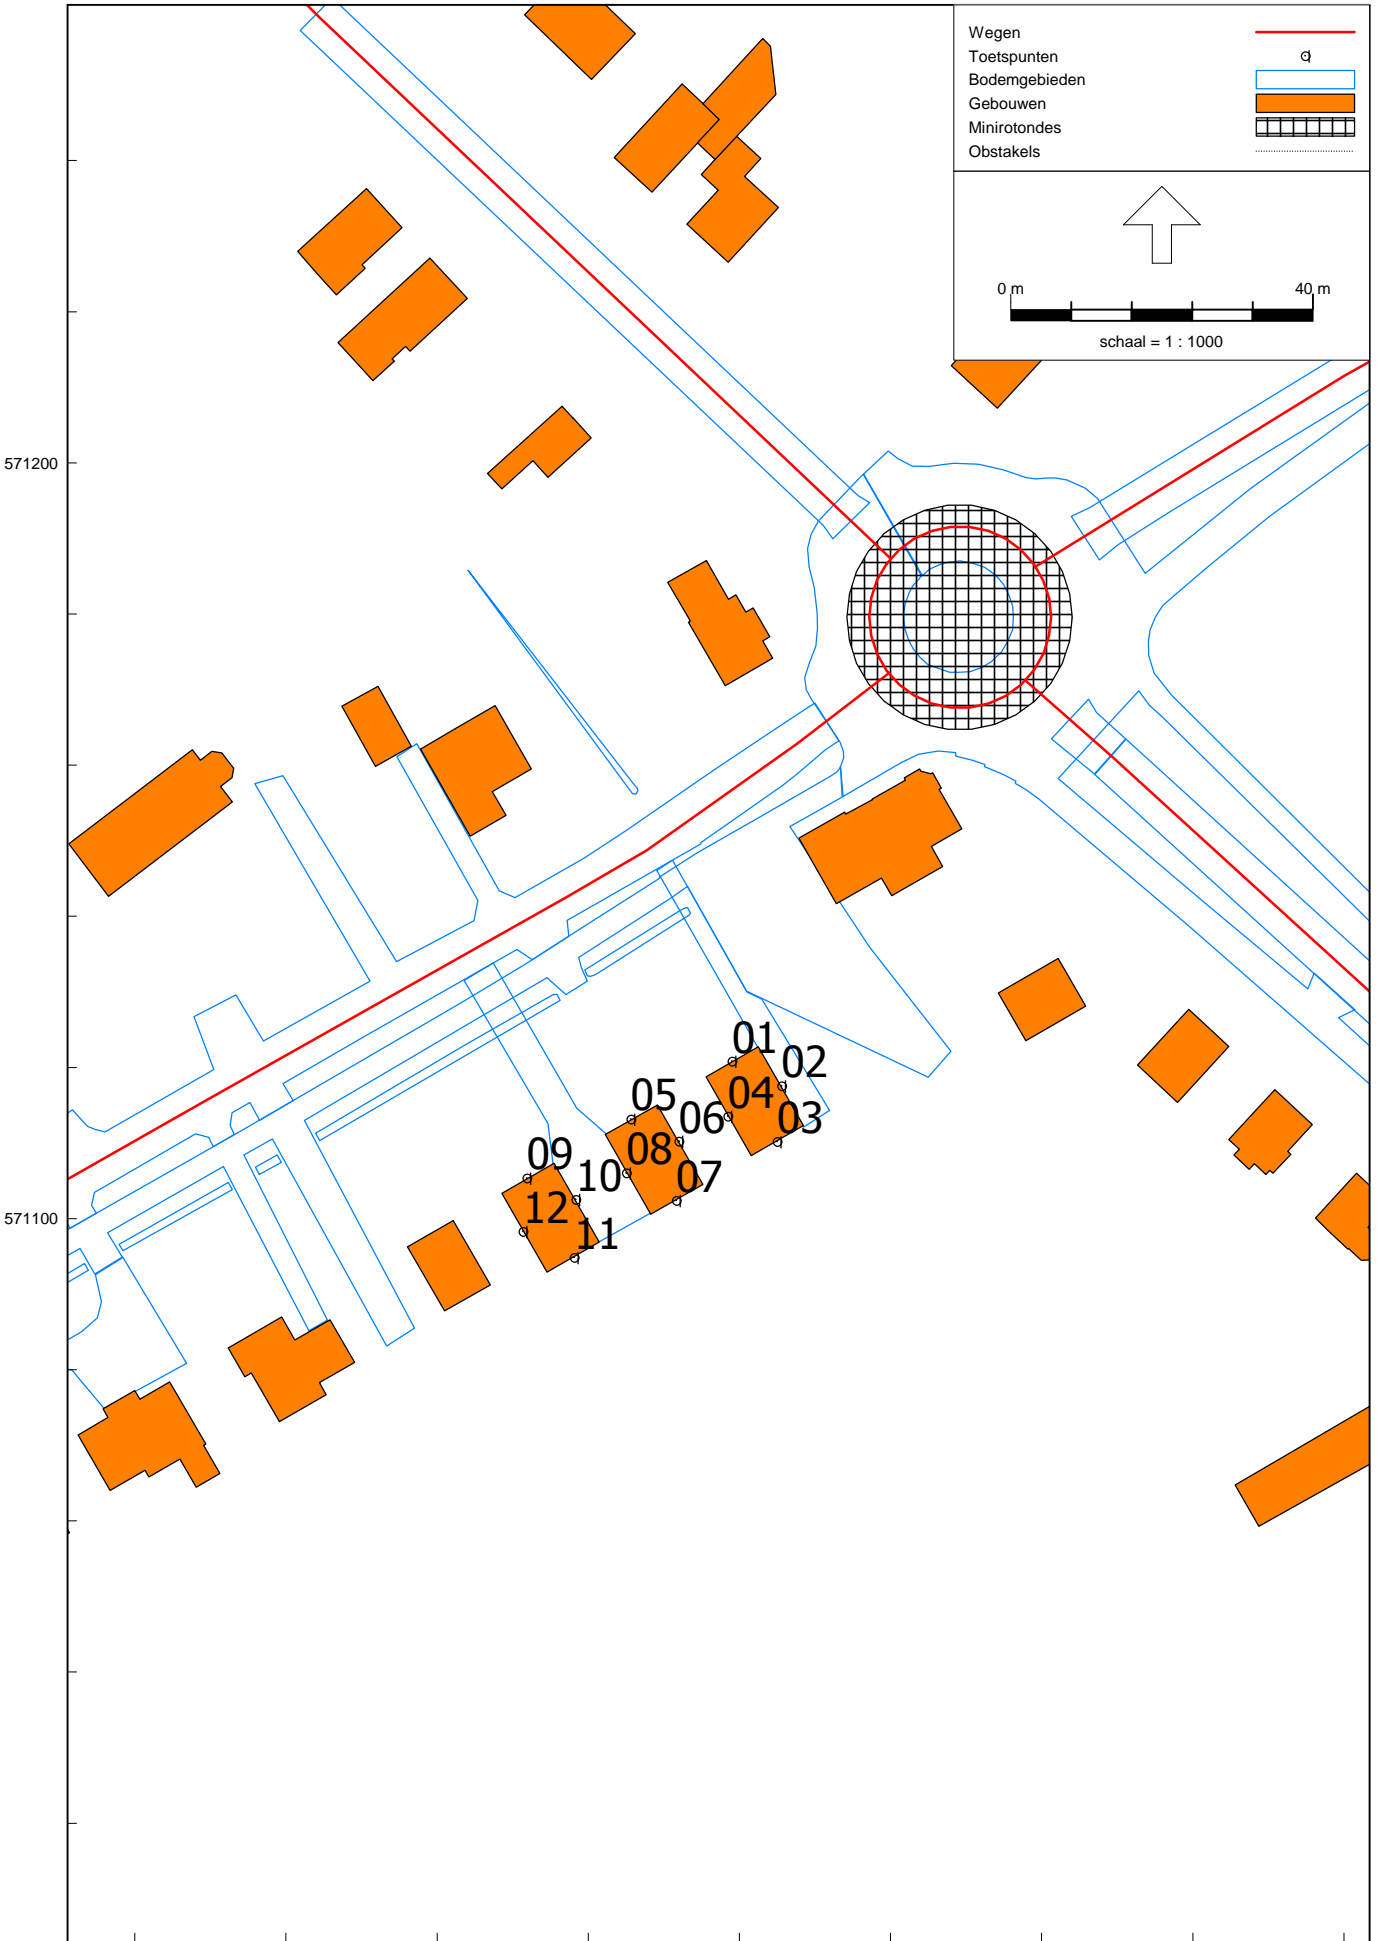 Wegen
Toetspunten
Bodemgebieden
Gebouwen
Minirotondes
Obstakels
0 m 40 m
schaal = 1 : 1000
571200
01
02
05
04
06
03
09
08
10
07
12
11
571100